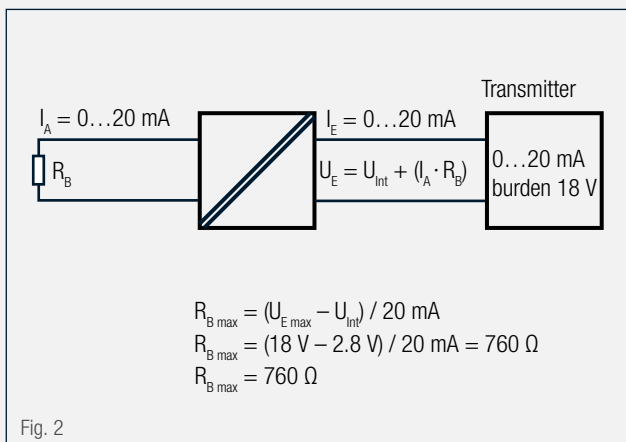 Transmitter
I_A = 0…20 mA
I_E = 0…20 mA
R_B
U_E = U_Int + (I_A · R_B)
0…20 mA
burden 18 V
R_B max = (U_E max – U_Int) / 20 mA
R_B max = (18 V – 2.8 V) / 20 mA = 760 Ω
R_B max = 760 Ω
Fig. 2